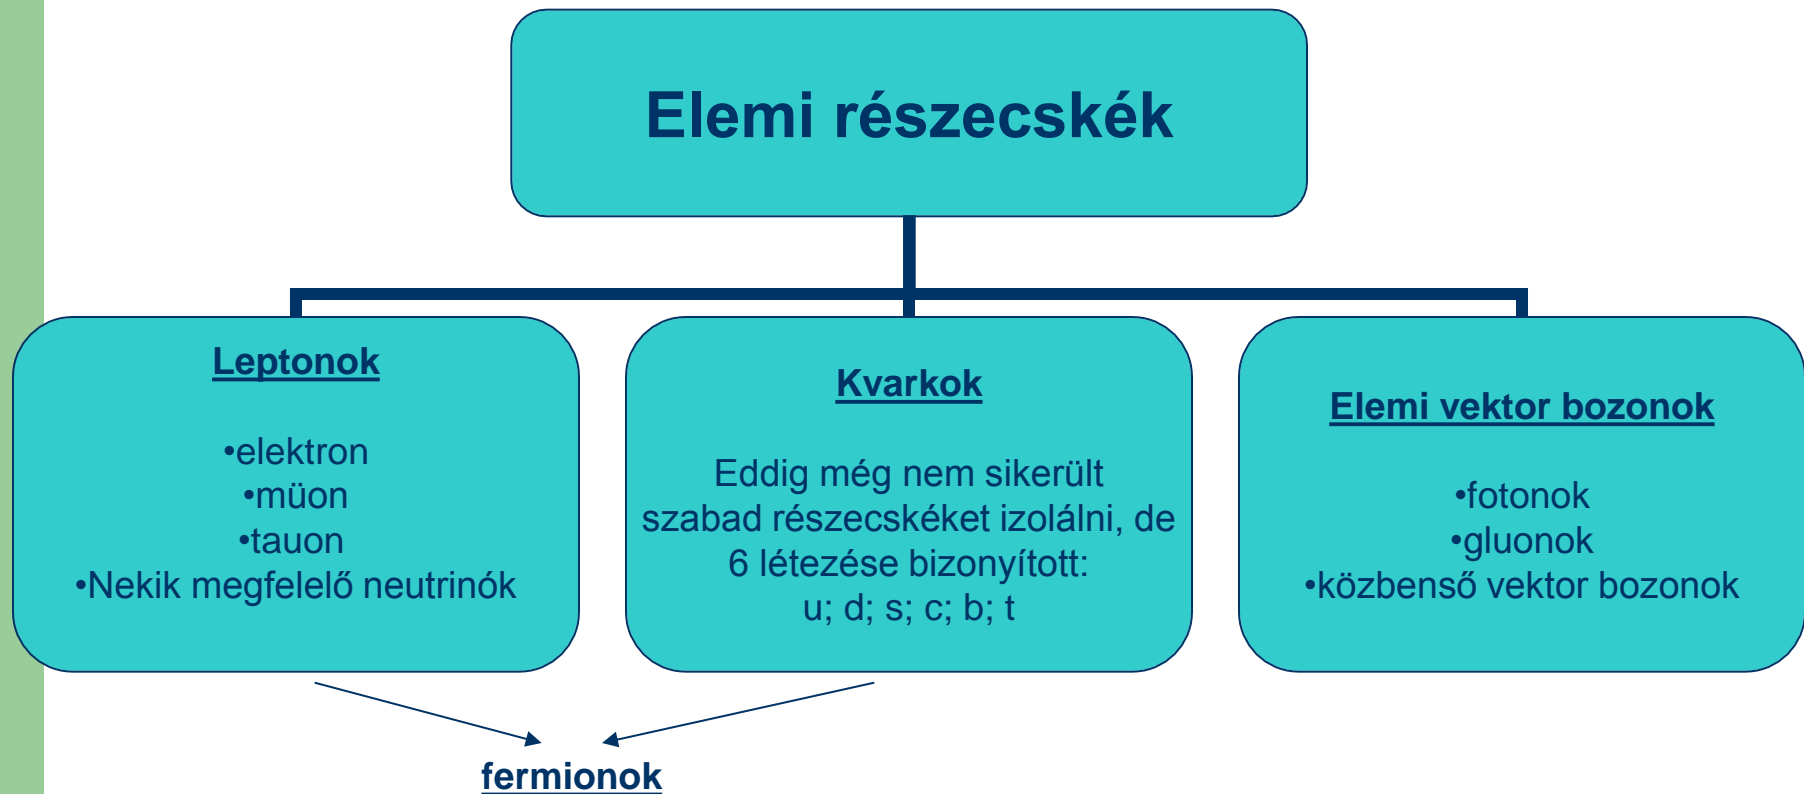 Elemi részecskék
Leptonok
•elektron
•müon
•tauon
•Nekik megfelelő neutrinók
Kvarkok
Eddig még nem sikerült
szabad részecskéket izolálni, de
6 létezése bizonyított:
u; d; s; c; b; t
Elemi vektor bozonok
•fotonok
•gluonok
•közbenső vektor bozonok
fermionok